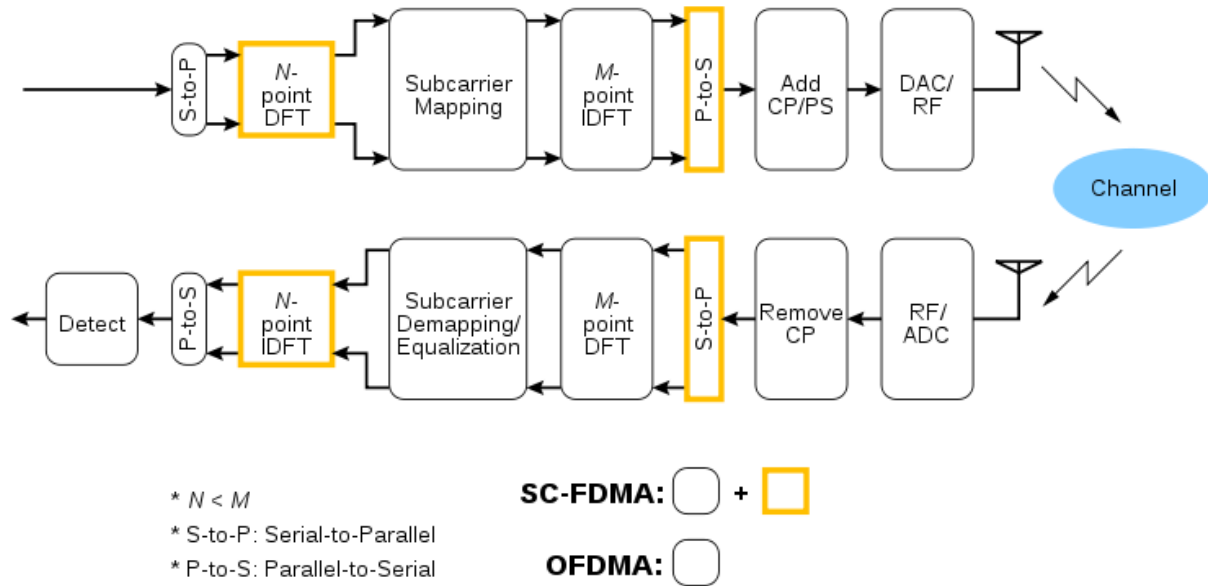 S-to-P
N-
point
DFT
Subcarrier
Mapping
M-
point
IDFT
P-to-S
Add
CP/PS
DAC/
RF
Channel
Detect
P-to-S
N-
point
IDFT
Subcarrier
Demapping/
Equalization
M-
point
DFT
S-to-P
Remove
CP
RF/
ADC
* N < M
* S-to-P: Serial-to-Parallel
* P-to-S: Parallel-to-Serial
SC-FDMA: +
OFDMA: